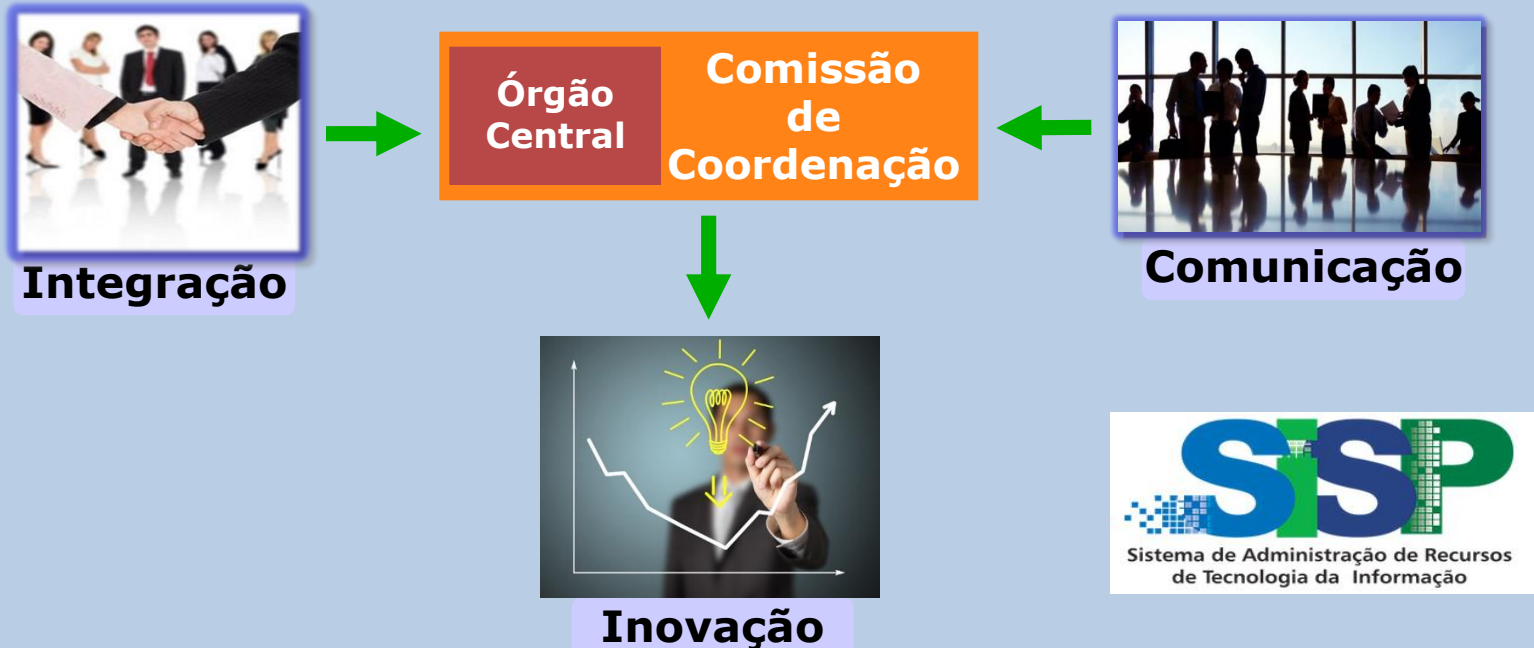 Órgão
Central
Comissão
de
Coordenação
Integração
Comunicação
Inovação
SiSP
Sistema de Administração de Recursos
de Tecnologia da Informação